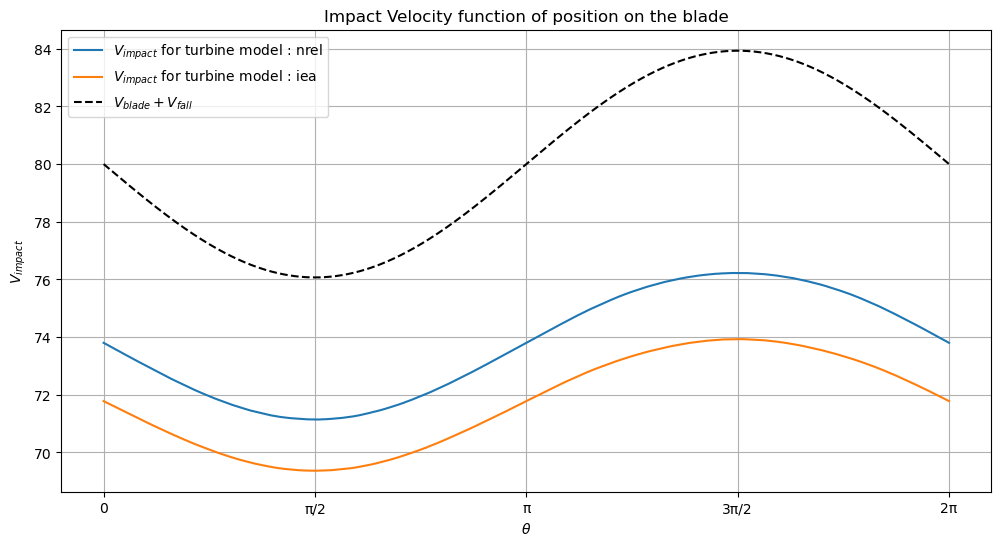 Impact Velocity function of position on the blade
V_impact for turbine model : nrel
V_impact for turbine model : iea
V_blade + V_fall
84
82
80
78
76
74
72
70
V_impact
0
π/2
π
3π/2
2π
θ